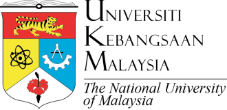 UNIVERSITI
KEBANGSAAN
MALAYSIA
The National University
of Malaysia